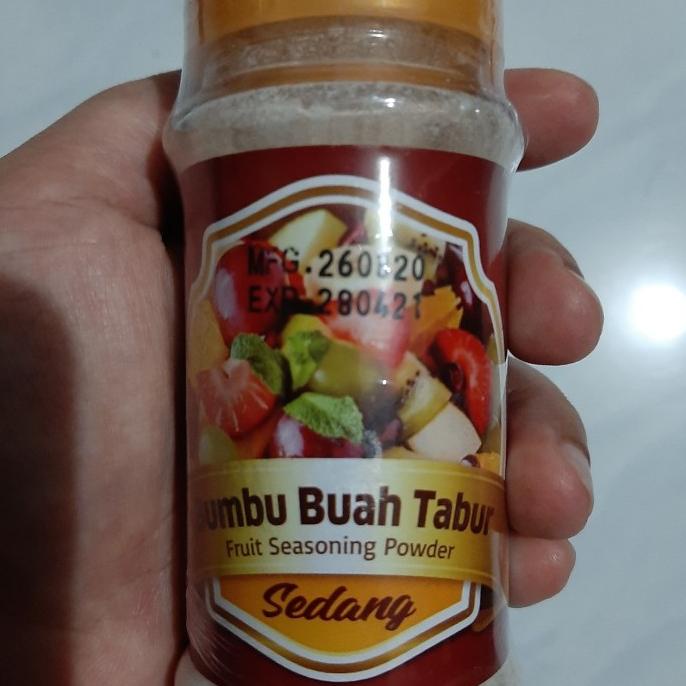 MFG.260820
EXP 280421
Bumbu Buah Tabur
Fruit Seasoning Powder
Sedang